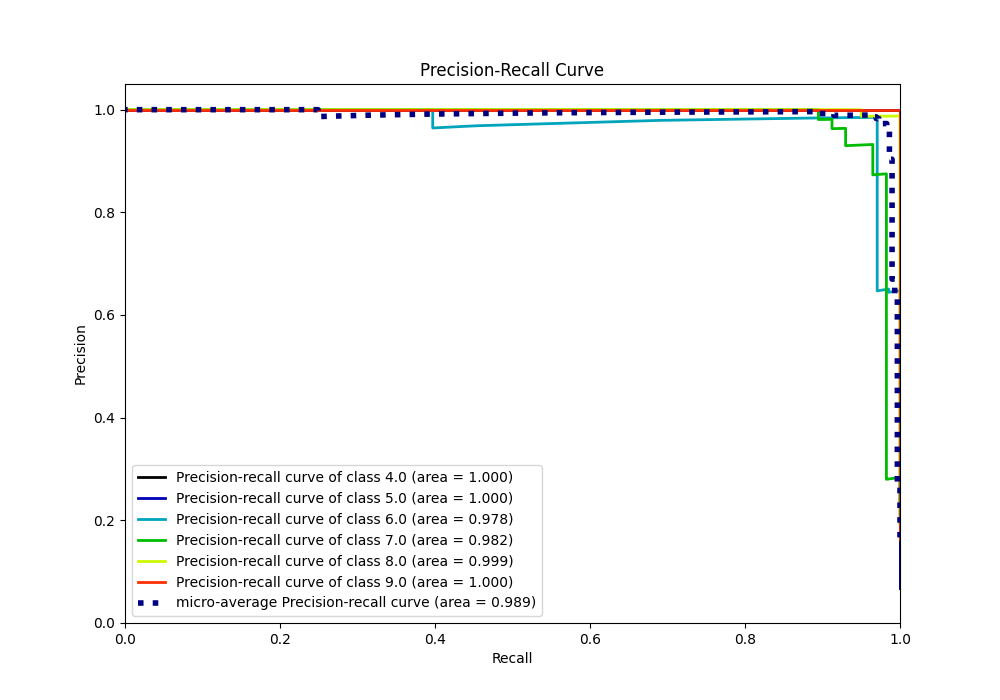 Precision-Recall Curve
1.0
0.8
0.6
0.4
0.2
0.0
Precision
Precision-recall curve of class 4.0 (area = 1.000)
Precision-recall curve of class 5.0 (area = 1.000)
Precision-recall curve of class 6.0 (area = 0.978)
Precision-recall curve of class 7.0 (area = 0.982)
Precision-recall curve of class 8.0 (area = 0.999)
Precision-recall curve of class 9.0 (area = 1.000)
micro-average Precision-recall curve (area = 0.989)
0.0 0.2 0.4 0.6 0.8 1.0
Recall